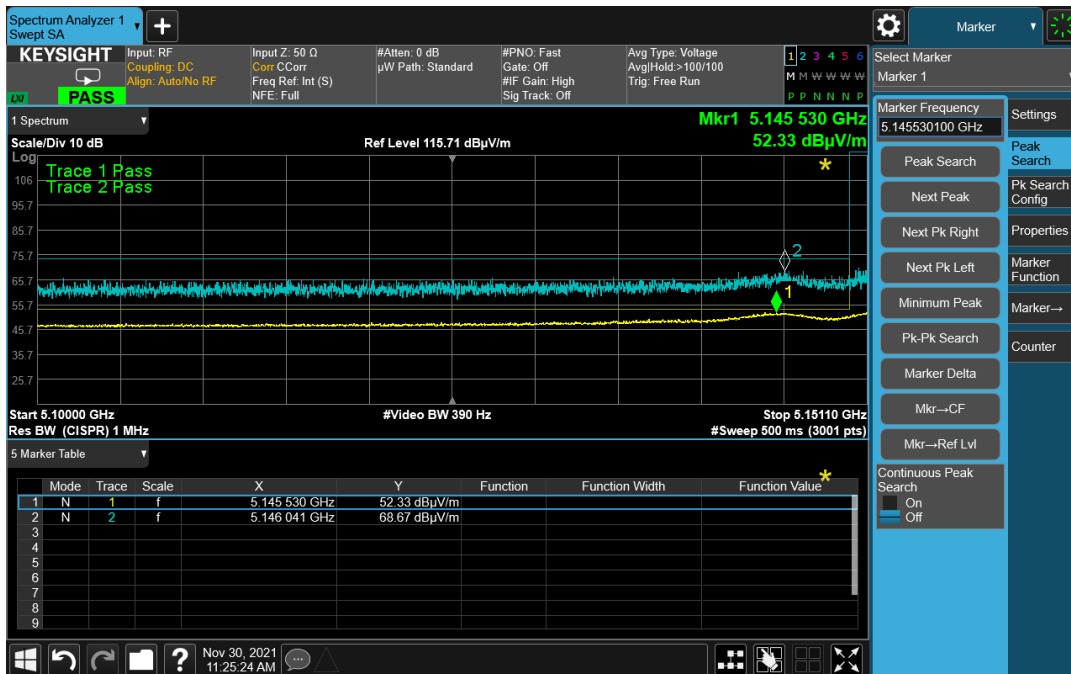 Spectrum Analyzer 1
Swept SA
Marker
KEYSIGHT
LXI
PASS
Input: RF
Coupling: DC
Align: Auto/No RF
Input Z: 50 Ω
Corr CCorr
Freq Ref: Int (S)
NFE: Full
#Atten: 0 dB
µW Path: Standard
#PNO: Fast
Gate: Off
#IF Gain: High
Sig Track: Off
Avg Type: Voltage
Avg|Hold:>100/100
Trig: Free Run
1 2 3 4 5 6
M M W W W W
P P N N N P
Select Marker
Marker 1
1 Spectrum
Scale/Div 10 dB
Ref Level 115.71 dBµV/m
Mkr1 5.145 530 GHz
52.33 dBµV/m
Log
Trace 1 Pass
Trace 2 Pass
106
95.7
85.7
75.7
65.7
55.7
45.7
35.7
25.7
2
1
Start 5.10000 GHz
#Video BW 390 Hz
Stop 5.15110 GHz
Res BW (CISPR) 1 MHz
#Sweep 500 ms (3001 pts)
5 Marker Table
Mode Trace Scale X Y Function Function Width Function Value
1 N 1 f 5.145 530 GHz 52.33 dBµV/m
2 N 2 f 5.146 041 GHz 68.67 dBµV/m
3
4
5
6
7
8
9
Marker Frequency
5.145530100 GHz
Peak Search
Next Peak
Next Pk Right
Next Pk Left
Minimum Peak
Pk-Pk Search
Marker Delta
Mkr→CF
Mkr→Ref Lvl
Continuous Peak
Search
On
Off
Settings
Peak
Search
Pk Search
Config
Properties
Marker
Function
Marker→
Counter
?
Nov 30, 2021
11:25:24 AM